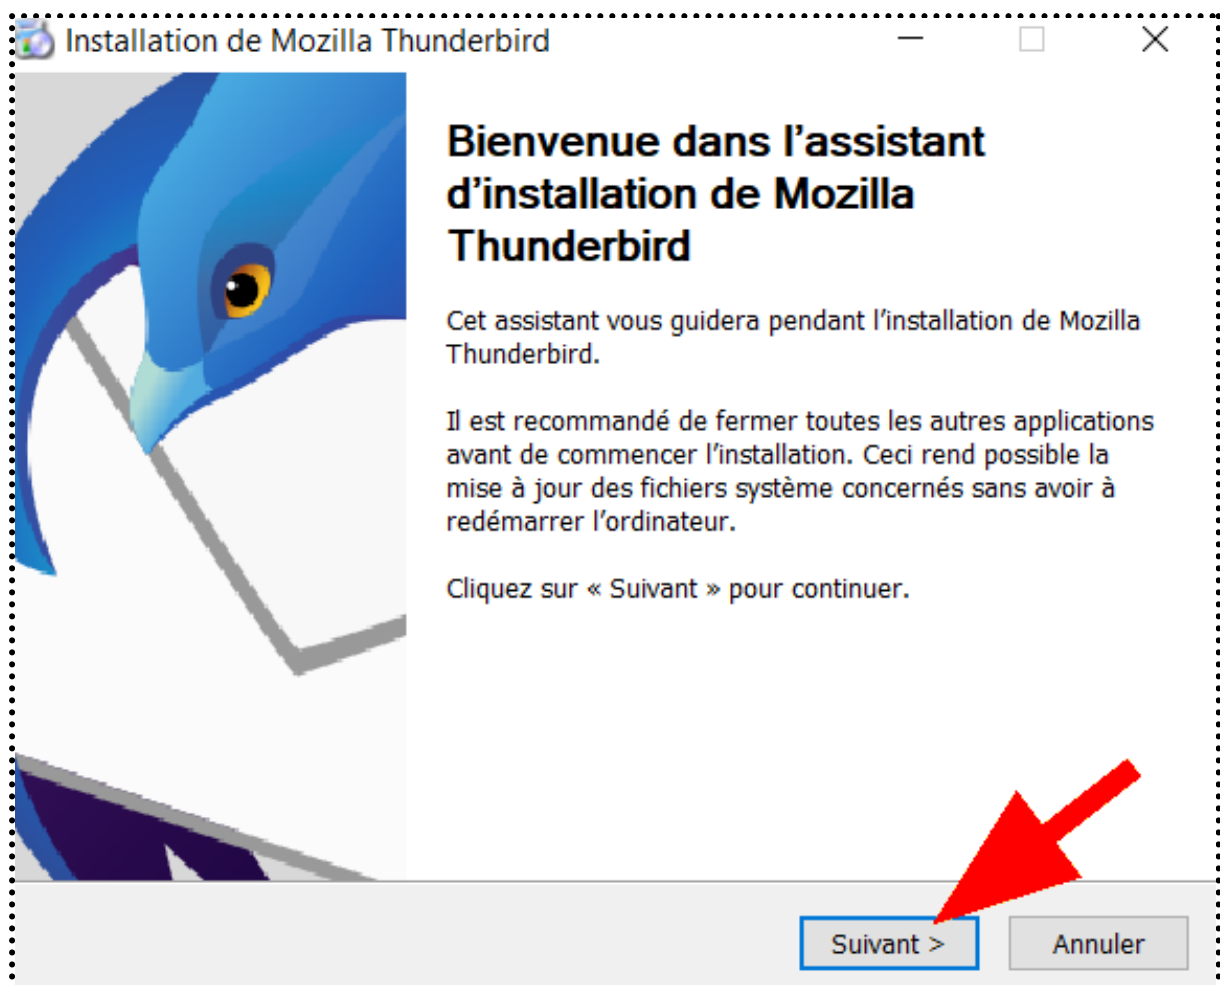 Installation de Mozilla Thunderbird
Bienvenue dans l’assistant
d’installation de Mozilla
Thunderbird
Cet assistant vous guidera pendant l’installation de Mozilla
Thunderbird.
Il est recommandé de fermer toutes les autres applications
avant de commencer l’installation. Ceci rend possible la
mise à jour des fichiers système concernés sans avoir à
redémarrer l’ordinateur.
Cliquez sur « Suivant » pour continuer.
Suivant >
Annuler